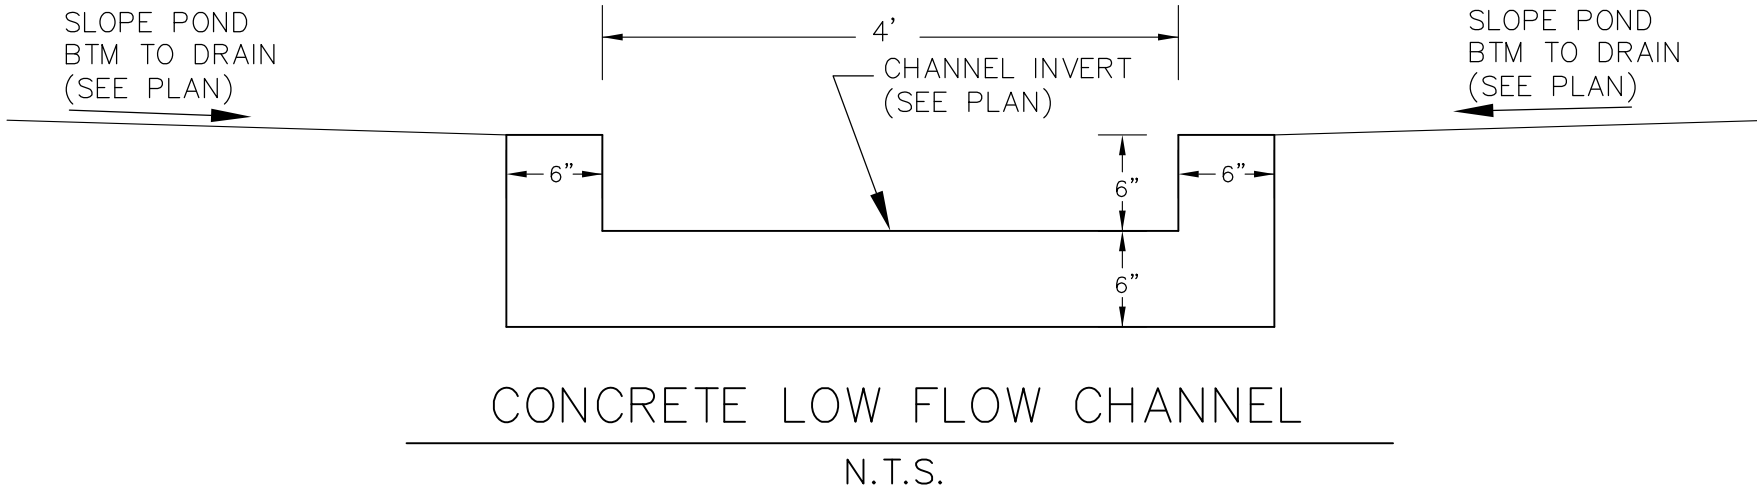 SLOPE POND
BTM TO DRAIN
(SEE PLAN)
4'
CHANNEL INVERT
(SEE PLAN)
SLOPE POND
BTM TO DRAIN
(SEE PLAN)
6"
6"
6"
6"
CONCRETE LOW FLOW CHANNEL
N.T.S.